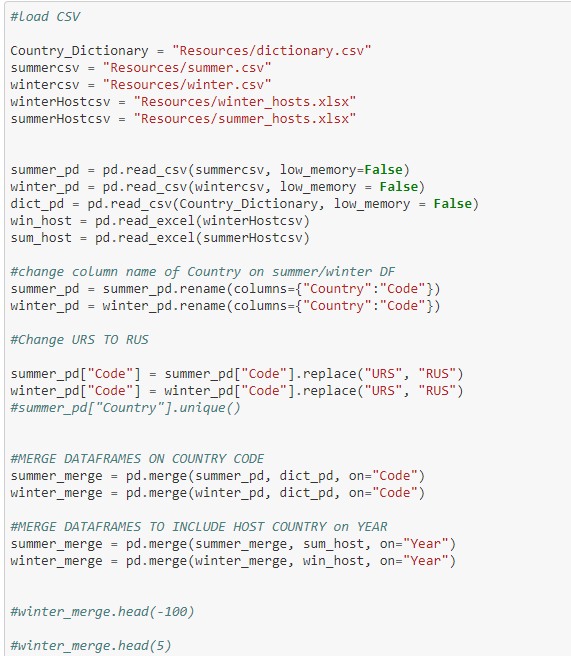 #Load CSV
Country_Dictionary = "Resources/dictionary.csv"
summercsv = "Resources/summer.csv"
wintercsv = "Resources/winter.csv"
winterHostcsv = "Resources/winter_hosts.xlsx"
summerHostcsv = "Resources/summer_hosts.xlsx"
summer_pd = pd.read_csv(summercsv, low_memory=False)
winter_pd = pd.read_csv(wintercsv, low_memory = False)
dict_pd = pd.read_csv(Country_Dictionary, low_memory = False)
win_host = pd.read_excel(winterHostcsv)
sum_host = pd.read_excel(summerHostcsv)
#change column name of Country on summer/winter DF
summer_pd = summer_pd.rename(columns={"Country":"Code"})
winter_pd = winter_pd.rename(columns={"Country":"Code"})
#Change URS TO RUS
summer_pd["Code"] = summer_pd["Code"].replace("URS", "RUS")
winter_pd["Code"] = winter_pd["Code"].replace("URS", "RUS")
#summer_pd["Country"].unique()
#MERGE DATAFRAMES ON COUNTRY CODE
summer_merge = pd.merge(summer_pd, dict_pd, on="Code")
winter_merge = pd.merge(winter_pd, dict_pd, on="Code")
#MERGE DATAFRAMES TO INCLUDE HOST COUNTRY on YEAR
summer_merge = pd.merge(summer_merge, sum_host, on="Year")
winter_merge = pd.merge(winter_merge, win_host, on="Year")
#winter_merge.head(-100)
#winter_merge.head(5)